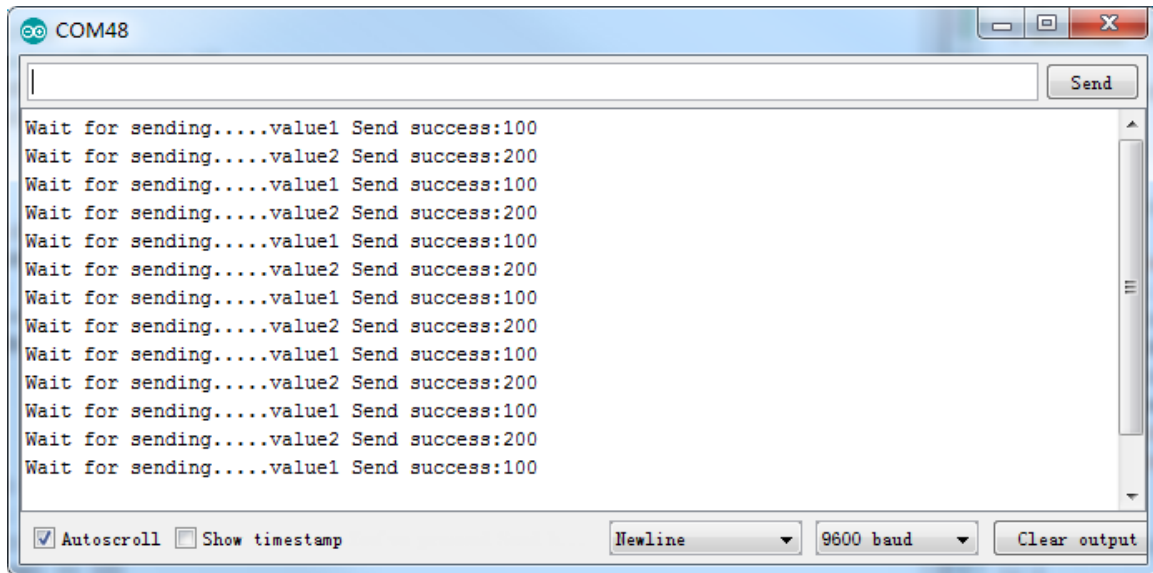 COM48
Send
Wait for sending.....value1 Send success:100
Wait for sending.....value2 Send success:200
Wait for sending.....value1 Send success:100
Wait for sending.....value2 Send success:200
Wait for sending.....value1 Send success:100
Wait for sending.....value2 Send success:200
Wait for sending.....value1 Send success:100
Wait for sending.....value2 Send success:200
Wait for sending.....value1 Send success:100
Wait for sending.....value2 Send success:200
Wait for sending.....value1 Send success:100
Wait for sending.....value2 Send success:200
Wait for sending.....value1 Send success:100
Autoscroll Show timestamp Newline 9600 baud Clear output